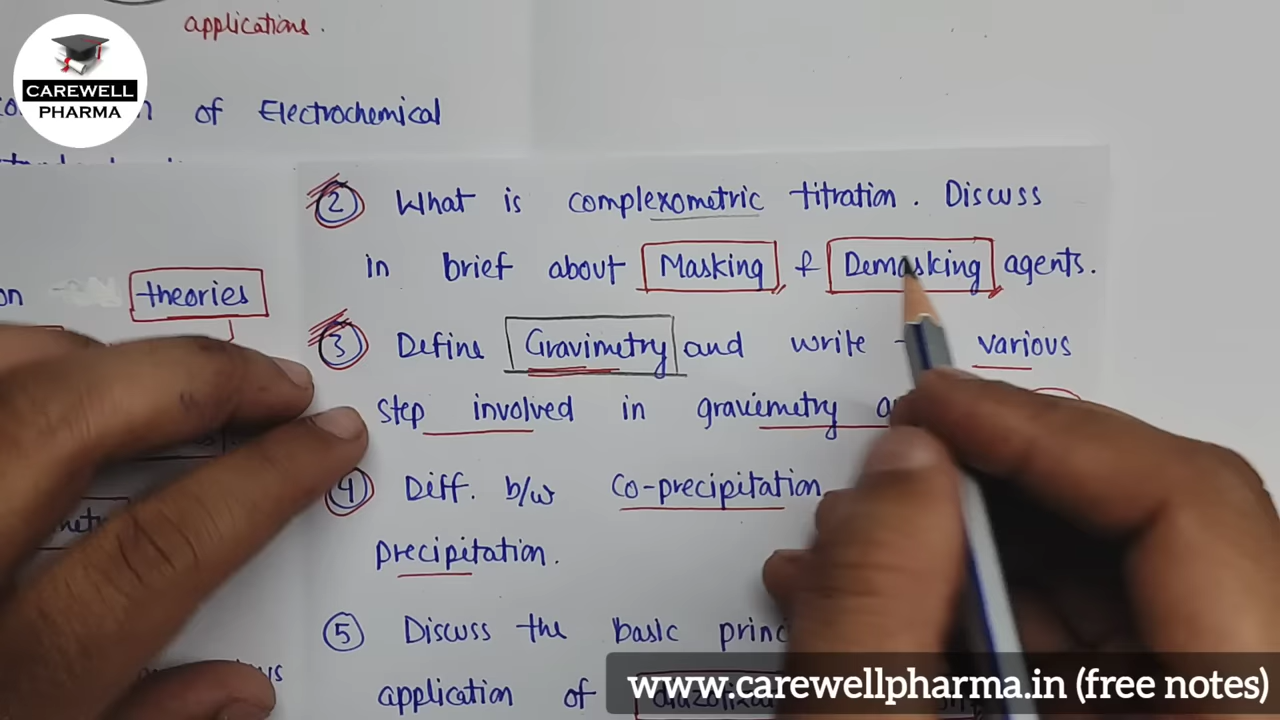 applications.
CAREWELL
PHARMA
of Electrochemical
2 What is complexometric titration. Discuss
in brief about Masking & Demasking agents.
theories
3 Define Gravimetry and write various
step involved in graviemetry
4 Diff. b/w Co-precipitation
precipitation.
5 Discuss the basic
application of
www.carewellpharma.in (free notes)